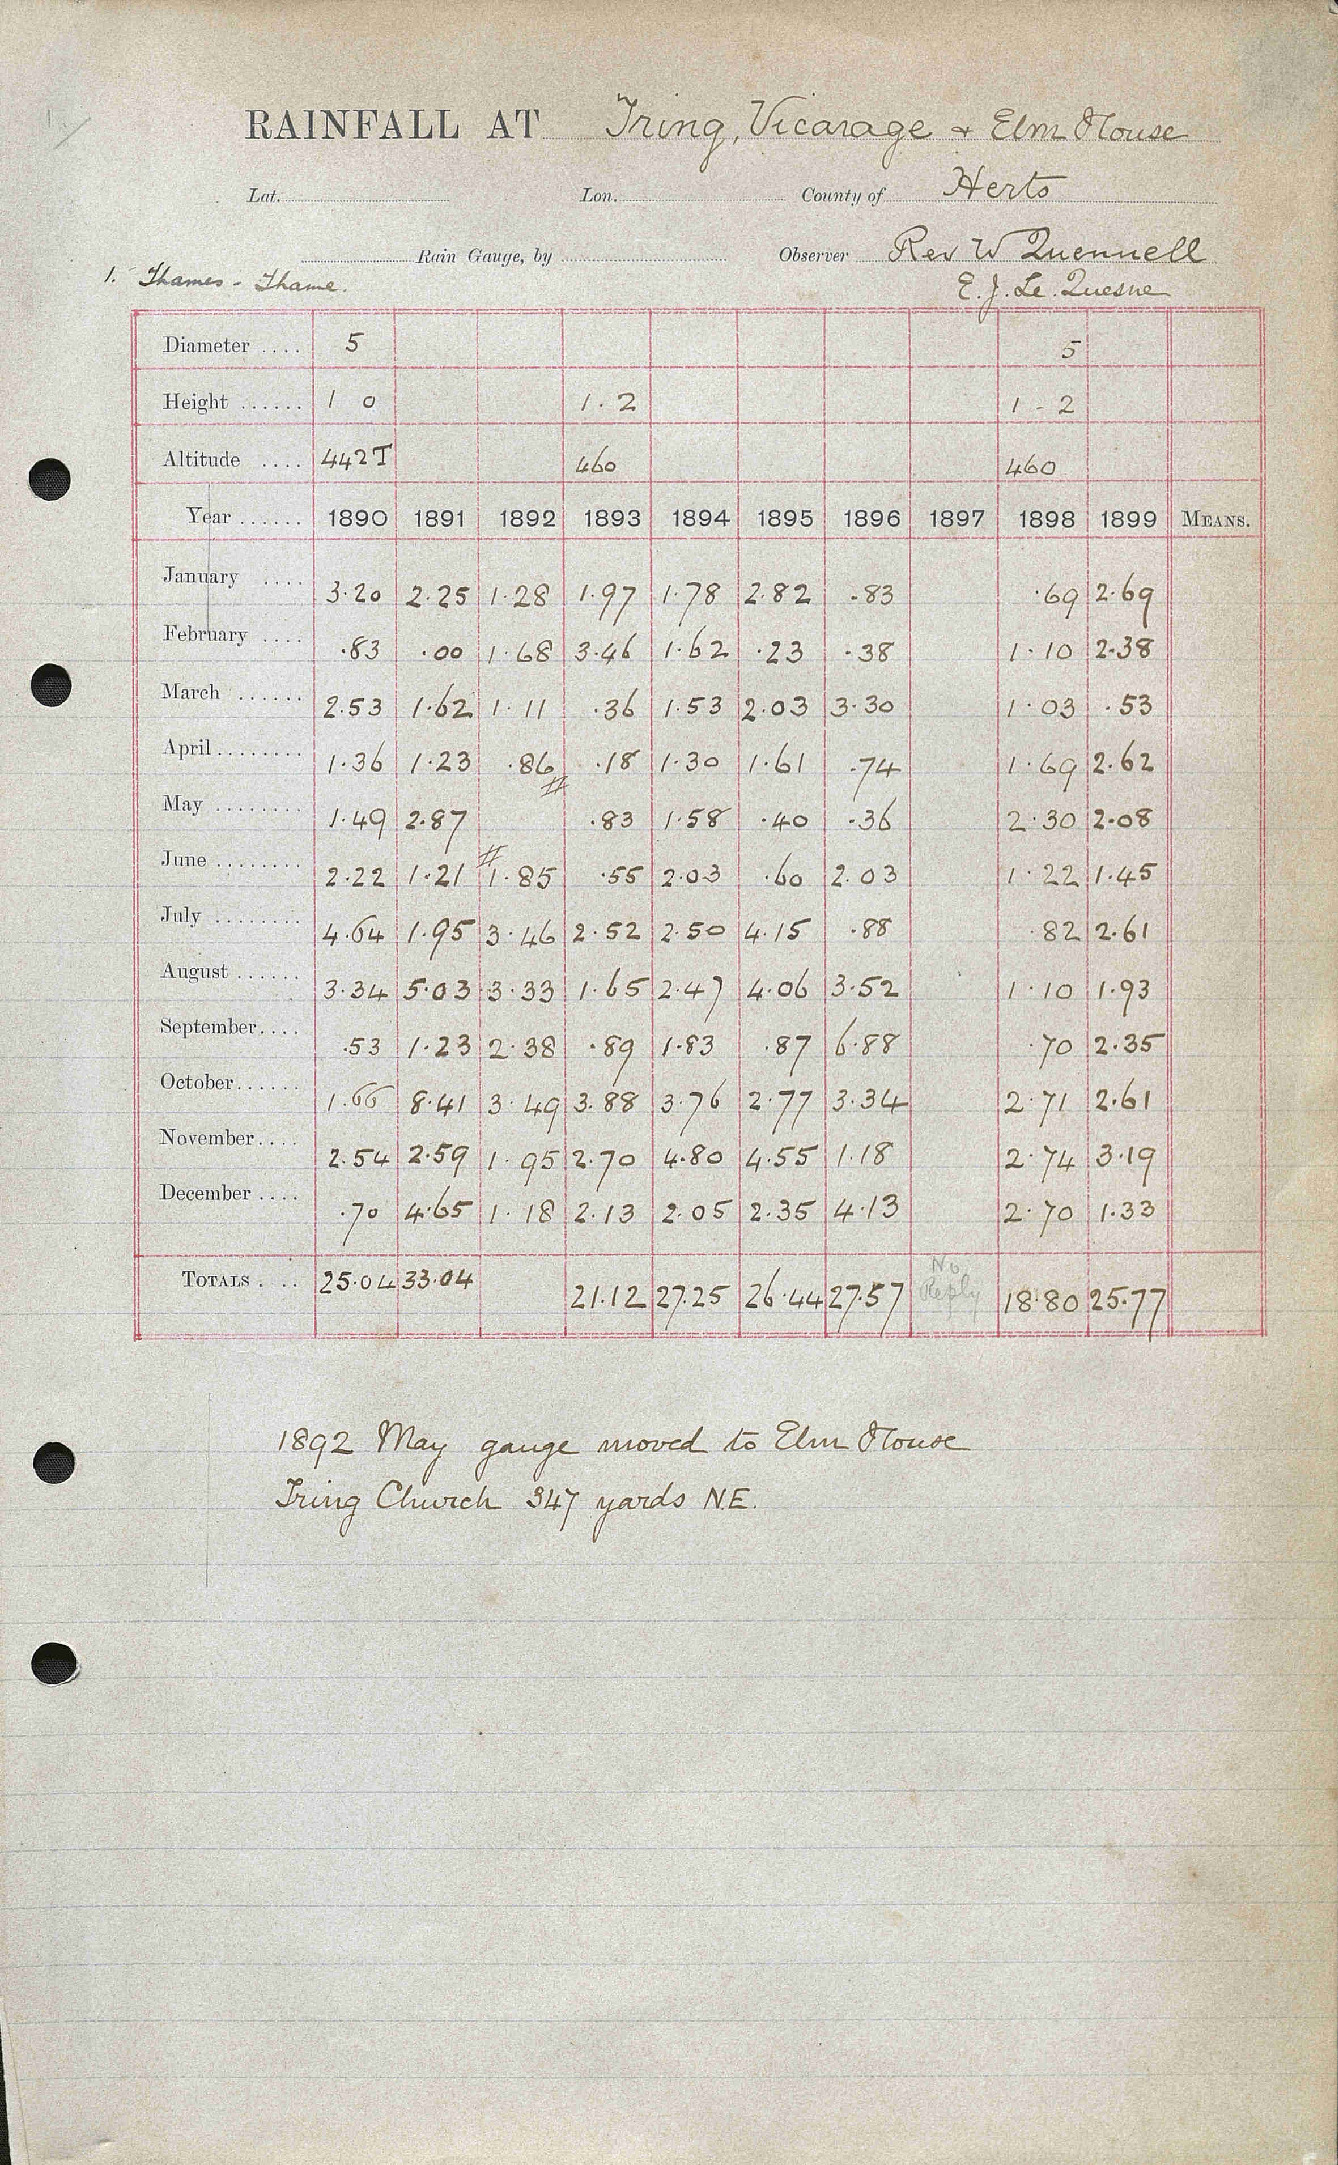 RAINFALL AT Tring, Vicarage & Elm House
Lat. Lon. County of Herts
Rain Gauge, by Observer Rev W Quennell
1. Thames - Thame. E. J. Le Quesne
Diameter .... 5 5
Height ...... 1 0 1.2 1-2
Altitude .... 442T 460 460
Year ...... 1890 1891 1892 1893 1894 1895 1896 1897 1898 1899 MEANS.
January .... 3.20 2.25 1.28 1.97 1.78 2.82 .83 .69 2.69
February .... .83 .00 1.68 3.46 1.62 .23 .38 1.10 2.38
March ...... 2.53 1.62 1.11 .36 1.53 2.03 3.30 1.03 .53
April ........ 1.36 1.23 .86 .18 1.30 1.61 .74 1.69 2.62
May ........ 1.49 2.87 # .83 1.58 .40 .36 2.30 2.08
June ........ 2.22 1.21 #1.85 .55 2.03 .60 2.03 1.22 1.45
July ........ 4.64 1.95 3.46 2.52 2.50 4.15 .88 .82 2.61
August ...... 3.34 5.03 3.33 1.65 2.47 4.06 3.52 1.10 1.93
September.... .53 1.23 2.38 .89 1.83 .87 6.88 .70 2.35
October...... 1.66 8.41 3.49 3.88 3.76 2.77 3.34 2.71 2.61
November.... 2.54 2.59 1.95 2.70 4.80 4.55 1.18 2.74 3.19
December .... .70 4.65 1.18 2.13 2.05 2.35 4.13 2.70 1.33
TOTALS .... 25.04 33.04 21.12 27.25 26.44 27.57 No Reply 18.80 25.77
1892 May gauge moved to Elm House
Tring Church 347 yards N.E.